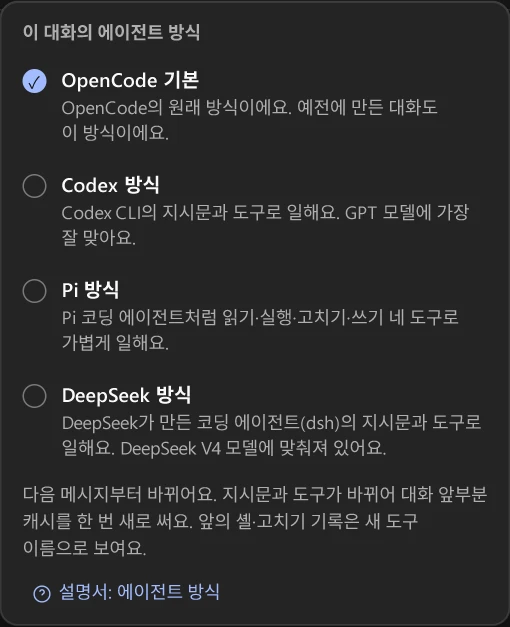 이 대화의 에이전트 방식
OpenCode 기본
OpenCode의 원래 방식이에요. 예전에 만든 대화도
이 방식이에요.
Codex 방식
Codex CLI의 지시문과 도구로 일해요. GPT 모델에 가장
잘 맞아요.
Pi 방식
Pi 코딩 에이전트처럼 읽기·실행·고치기·쓰기 네 도구로
가볍게 일해요.
DeepSeek 방식
DeepSeek가 만든 코딩 에이전트(dsh)의 지시문과 도구로
일해요. DeepSeek V4 모델에 맞춰져 있어요.
다음 메시지부터 바뀌어요. 지시문과 도구가 바뀌어 대화 앞부분
캐시를 한 번 새로 써요. 앞의 셸·고치기 기록은 새 도구
이름으로 보여요.
설명서: 에이전트 방식